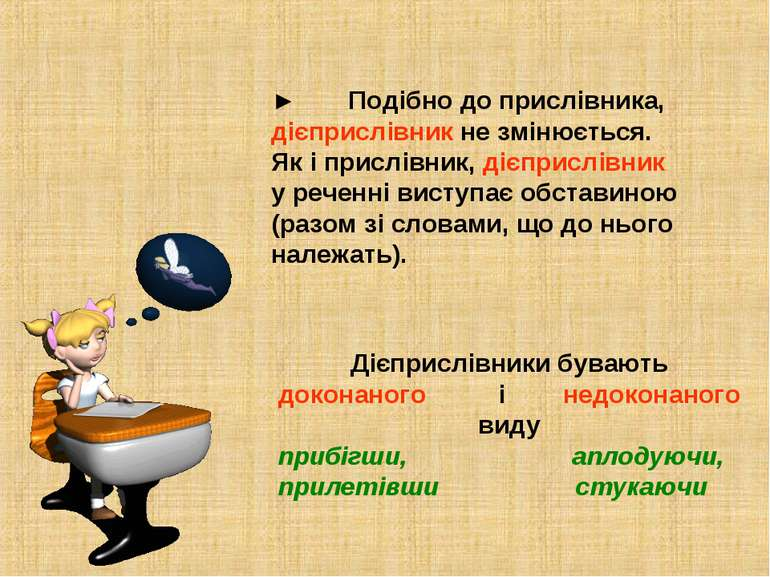 ► Подібно до прислівника,
дієприслівник не змінюється.
Як і прислівник, дієприслівник
у реченні виступає обставиною
(разом зі словами, що до нього
належать).
Дієприслівники бувають
доконаного і недоконаного
виду
прибігши, аплодуючи,
прилетівши стукаючи